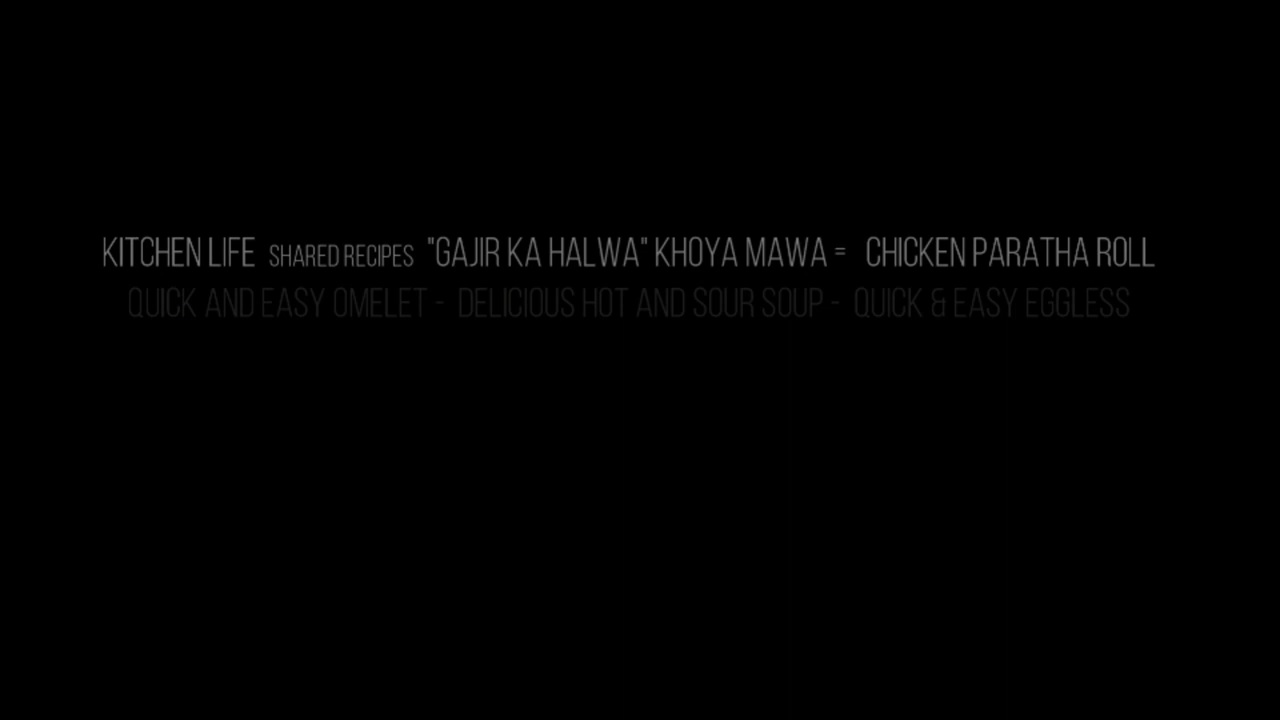 KITCHEN LIFE SHARED RECIPES "GAJIR KA HALWA" KHOYA MAWA = CHICKEN PARATHA ROLL
QUICK AND EASY OMELET - DELICIOUS HOT AND SOUR SOUP - QUICK & EASY EGGLESS